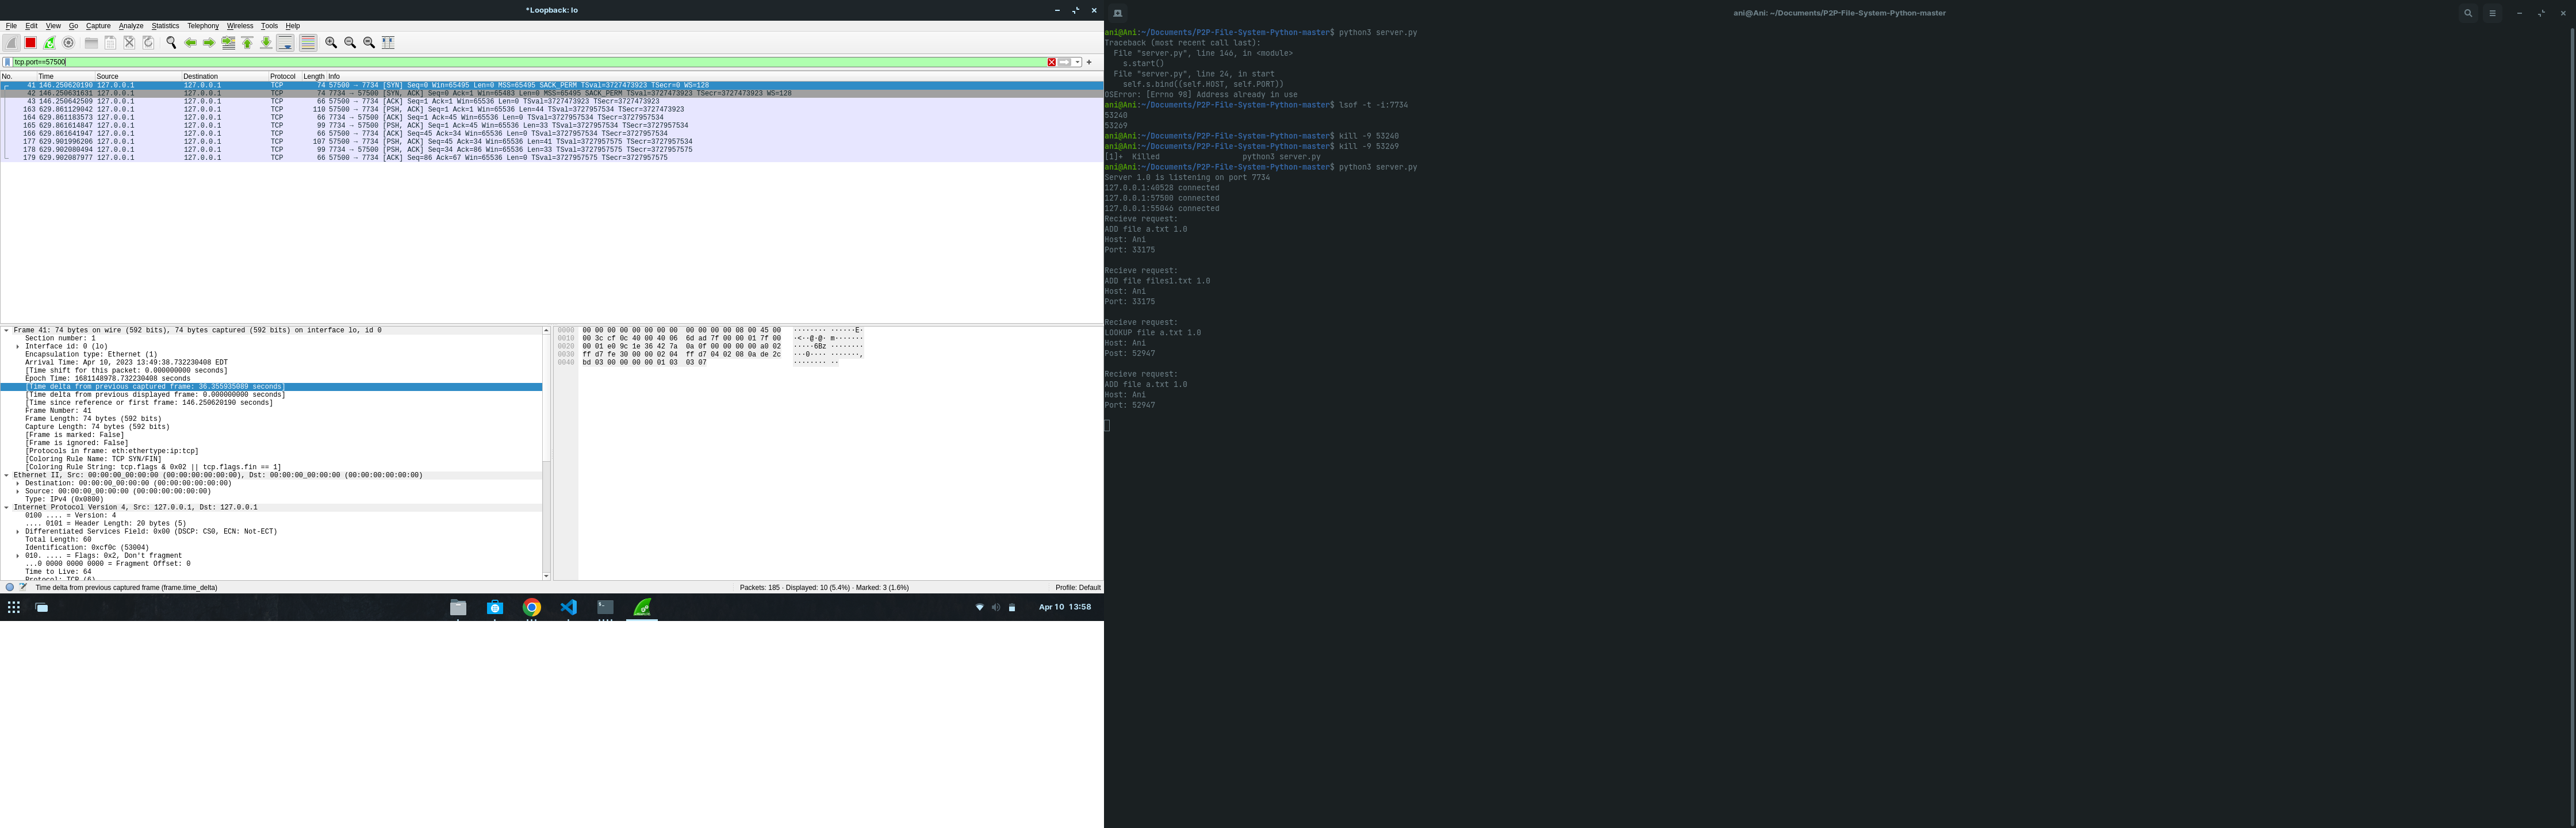 *Loopback: lo
File Edit View Go Capture Analyze Statistics Telephony Wireless Tools Help
tcp.port==57500
No. Time Source Destination Protocol Length Info
41 146.250620190 127.0.0.1 127.0.0.1 TCP 74 57500 → 7734 [SYN] Seq=0 Win=65495 Len=0 MSS=65495 SACK_PERM TSval=3727473923 TSecr=0 WS=128
42 146.250631631 127.0.0.1 127.0.0.1 TCP 74 7734 → 57500 [SYN, ACK] Seq=0 Ack=1 Win=65483 Len=0 MSS=65495 SACK_PERM TSval=3727473923 TSecr=3727473923 WS=128
43 146.250642509 127.0.0.1 127.0.0.1 TCP 66 57500 → 7734 [ACK] Seq=1 Ack=1 Win=65536 Len=0 TSval=3727473923 TSecr=3727473923
163 629.861129042 127.0.0.1 127.0.0.1 TCP 110 57500 → 7734 [PSH, ACK] Seq=1 Ack=1 Win=65536 Len=44 TSval=3727957534 TSecr=3727473923
164 629.861183573 127.0.0.1 127.0.0.1 TCP 66 7734 → 57500 [ACK] Seq=1 Ack=45 Win=65536 Len=0 TSval=3727957534 TSecr=3727957534
165 629.861614847 127.0.0.1 127.0.0.1 TCP 99 7734 → 57500 [PSH, ACK] Seq=1 Ack=45 Win=65536 Len=33 TSval=3727957534 TSecr=3727957534
166 629.861641947 127.0.0.1 127.0.0.1 TCP 66 57500 → 7734 [ACK] Seq=45 Ack=34 Win=65536 Len=0 TSval=3727957534 TSecr=3727957534
177 629.901996206 127.0.0.1 127.0.0.1 TCP 107 57500 → 7734 [PSH, ACK] Seq=45 Ack=34 Win=65536 Len=41 TSval=3727957575 TSecr=3727957534
178 629.902080494 127.0.0.1 127.0.0.1 TCP 99 7734 → 57500 [PSH, ACK] Seq=34 Ack=86 Win=65536 Len=33 TSval=3727957575 TSecr=3727957575
179 629.902087977 127.0.0.1 127.0.0.1 TCP 66 57500 → 7734 [ACK] Seq=86 Ack=67 Win=65536 Len=0 TSval=3727957575 TSecr=3727957575
Frame 41: 74 bytes on wire (592 bits), 74 bytes captured (592 bits) on interface lo, id 0
Section number: 1
Interface id: 0 (lo)
Encapsulation type: Ethernet (1)
Arrival Time: Apr 10, 2023 13:49:38.732230408 EDT
[Time shift for this packet: 0.000000000 seconds]
Epoch Time: 1681148978.732230408 seconds
[Time delta from previous captured frame: 36.355935089 seconds]
[Time delta from previous displayed frame: 0.000000000 seconds]
[Time since reference or first frame: 146.250620190 seconds]
Frame Number: 41
Frame Length: 74 bytes (592 bits)
Capture Length: 74 bytes (592 bits)
[Frame is marked: False]
[Frame is ignored: False]
[Protocols in frame: eth:ethertype:ip:tcp]
[Coloring Rule Name: TCP SYN/FIN]
[Coloring Rule String: tcp.flags & 0x02 || tcp.flags.fin == 1]
Ethernet II, Src: 00:00:00_00:00:00 (00:00:00:00:00:00), Dst: 00:00:00_00:00:00 (00:00:00:00:00:00)
Destination: 00:00:00_00:00:00 (00:00:00:00:00:00)
Source: 00:00:00_00:00:00 (00:00:00:00:00:00)
Type: IPv4 (0x0800)
Internet Protocol Version 4, Src: 127.0.0.1, Dst: 127.0.0.1
0100 .... = Version: 4
.... 0101 = Header Length: 20 bytes (5)
Differentiated Services Field: 0x00 (DSCP: CS0, ECN: Not-ECT)
Total Length: 60
Identification: 0xcf0c (53004)
010. .... = Flags: 0x2, Don't fragment
...0 0000 0000 0000 = Fragment Offset: 0
Time to Live: 64
Protocol: TCP (6)
0000 00 00 00 00 00 00 00 00 00 00 00 00 08 00 45 00 ········ ······E·
0010 00 3c cf 0c 40 00 40 06 6d ad 7f 00 00 01 7f 00 ·<··@·@· m·······
0020 00 01 e0 9c 1e 36 42 7a 0a 0f 00 00 00 00 a0 02 ·····6Bz ········
0030 ff d7 fe 30 00 00 02 04 ff d7 04 02 08 0a de 2c ···0···· ·······,
0040 bd 03 00 00 00 00 01 03 03 07 ········ ··
Time delta from previous captured frame (frame.time_delta)
Packets: 185 · Displayed: 10 (5.4%) · Marked: 3 (1.6%)
Profile: Default
Apr 10 13:58
ani@Ani: ~/Documents/P2P-File-System-Python-master
ani@Ani:~/Documents/P2P-File-System-Python-master$ python3 server.py
Traceback (most recent call last):
File "server.py", line 146, in <module>
s.start()
File "server.py", line 24, in start
self.s.bind((self.HOST, self.PORT))
OSError: [Errno 98] Address already in use
ani@Ani:~/Documents/P2P-File-System-Python-master$ lsof -t -i:7734
53240
53269
ani@Ani:~/Documents/P2P-File-System-Python-master$ kill -9 53240
ani@Ani:~/Documents/P2P-File-System-Python-master$ kill -9 53269
[1]+ Killed python3 server.py
ani@Ani:~/Documents/P2P-File-System-Python-master$ python3 server.py
Server 1.0 is listening on port 7734
127.0.0.1:40528 connected
127.0.0.1:57500 connected
127.0.0.1:55046 connected
Recieve request:
ADD file a.txt 1.0
Host: Ani
Port: 33175
Recieve request:
ADD file files1.txt 1.0
Host: Ani
Port: 33175
Recieve request:
LOOKUP file a.txt 1.0
Host: Ani
Post: 52947
Recieve request:
ADD file a.txt 1.0
Host: Ani
Port: 52947